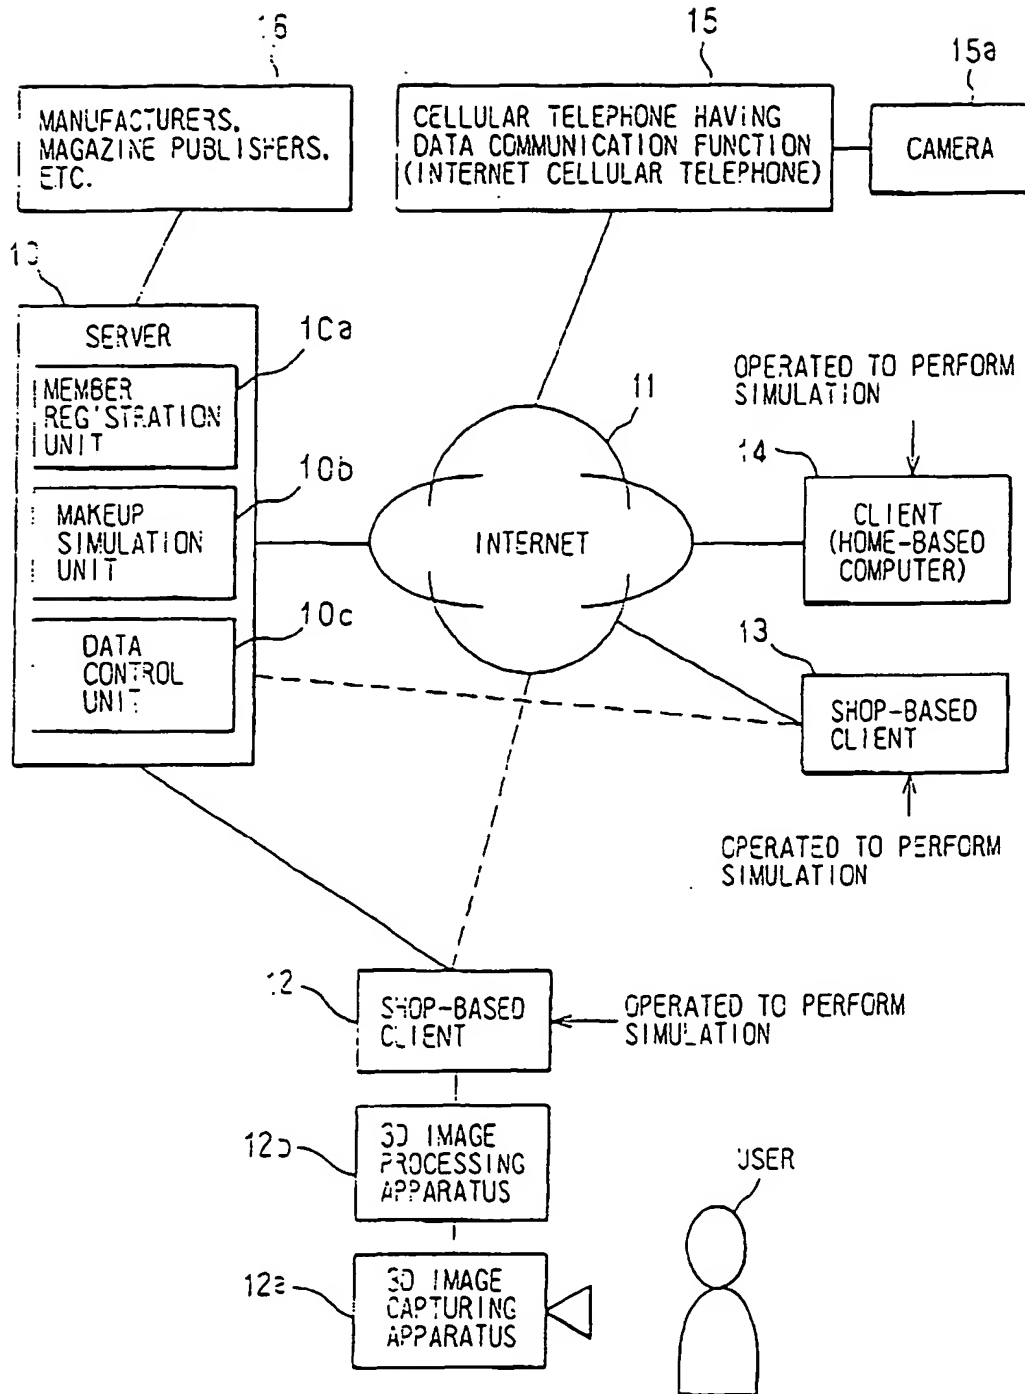 16
15
15a
MANUFACTURERS,
MAGAZINE PUBLISHERS,
ETC.
CELLULAR TELEPHONE HAVING
DATA COMMUNICATION FUNCTION
(INTERNET CELLULAR TELEPHONE)
CAMERA
10
SERVER
10a
MEMBER
REGISTRATION
UNIT
10b
MAKEUP
SIMULATION
UNIT
10c
DATA
CONTROL
UNIT
11
INTERNET
OPERATED TO PERFORM
SIMULATION
14
CLIENT
(HOME-BASED
COMPUTER)
13
SHOP-BASED
CLIENT
OPERATED TO PERFORM
SIMULATION
12
SHOP-BASED
CLIENT
OPERATED TO PERFORM
SIMULATION
12b
3D IMAGE
PROCESSING
APPARATUS
12a
3D IMAGE
CAPTURING
APPARATUS
USER